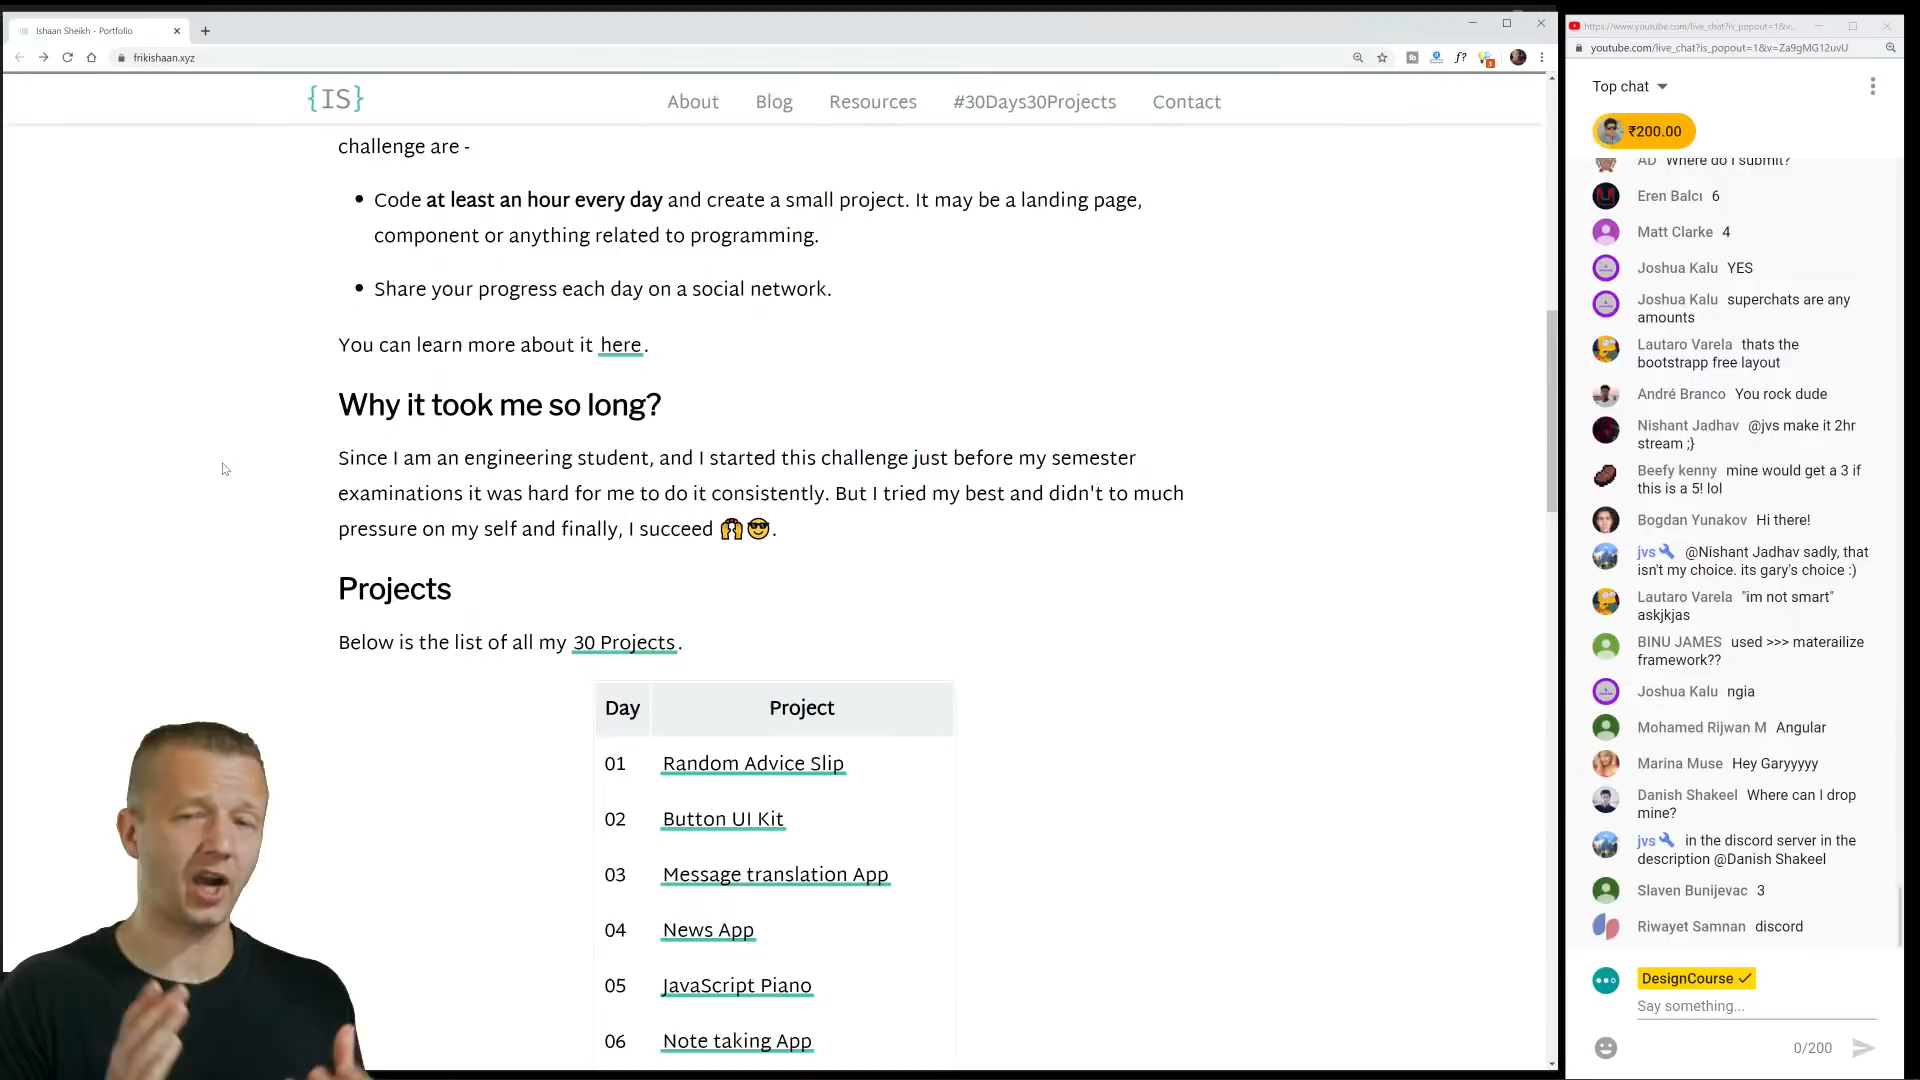 Ishaan Sheikh - Portfolio
frikishaan.xyz
{IS}
About
Blog
Resources
#30Days30Projects
Contact
challenge are -
• Code at least an hour every day and create a small project. It may be a landing page,
component or anything related to programming.
• Share your progress each day on a social network.
You can learn more about it here.
Why it took me so long?
Since I am an engineering student, and I started this challenge just before my semester
examinations it was hard for me to do it consistently. But I tried my best and didn't to much
pressure on my self and finally, I succeed 🙌😎.
Projects
Below is the list of all my 30 Projects.
Day Project
01 Random Advice Slip
02 Button UI Kit
03 Message translation App
04 News App
05 JavaScript Piano
06 Note taking App
https://www.youtube.com/live_chat?is_popout=1&v...
youtube.com/live_chat?is_popout=1&v=Za9gMG12uvU
Top chat
₹200.00
AD Where do I submit?
Eren Balcı 6
Matt Clarke 4
Joshua Kalu YES
Joshua Kalu superchats are any
amounts
Lautaro Varela thats the
bootstrapp free layout
André Branco You rock dude
Nishant Jadhav @jvs make it 2hr
stream ;}
Beefy kenny mine would get a 3 if
this is a 5! lol
Bogdan Yunakov Hi there!
jvs @Nishant Jadhav sadly, that
isn't my choice. its gary's choice :)
Lautaro Varela "im not smart"
askjkjas
BINU JAMES used >>> materailize
framework??
Joshua Kalu ngia
Mohamed Rijwan M Angular
Marina Muse Hey Garyyyyy
Danish Shakeel Where can I drop
mine?
jvs in the discord server in the
description @Danish Shakeel
Slaven Bunijevac 3
Riwayet Samnan discord
DesignCourse
Say something...
0/200